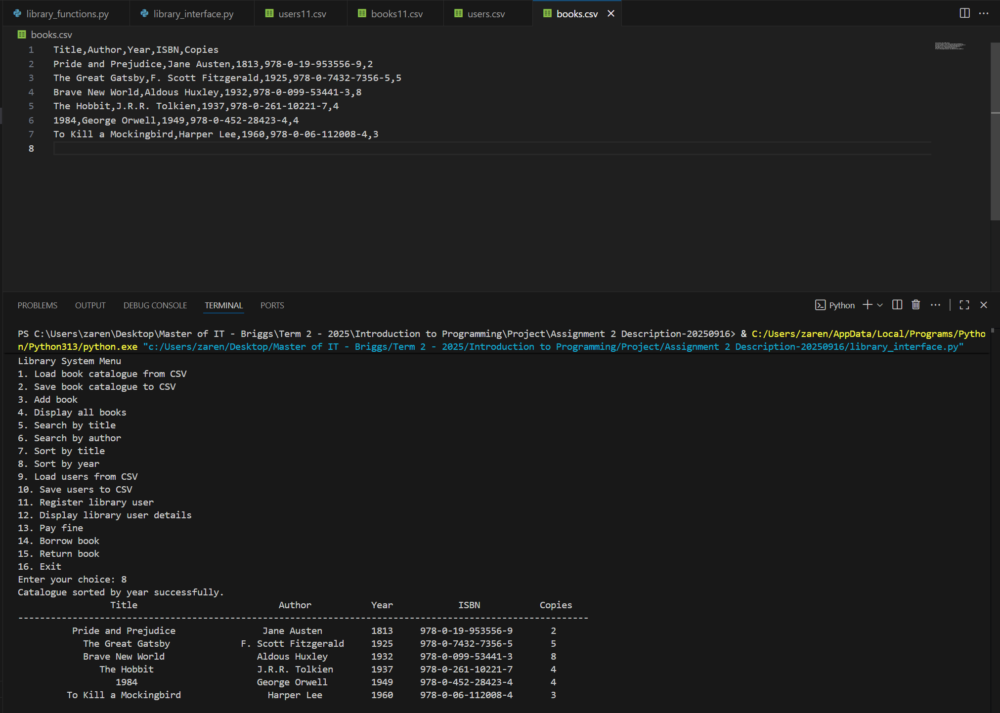 library_functions.py library_interface.py users11.csv books11.csv users.csv books.csv
books.csv
1 Title,Author,Year,ISBN,Copies
2 Pride and Prejudice,Jane Austen,1813,978-0-19-953556-9,2
3 The Great Gatsby,F. Scott Fitzgerald,1925,978-0-7432-7356-5,5
4 Brave New World,Aldous Huxley,1932,978-0-099-53441-3,8
5 The Hobbit,J.R.R. Tolkien,1937,978-0-261-10221-7,4
6 1984,George Orwell,1949,978-0-452-28423-4,4
7 To Kill a Mockingbird,Harper Lee,1960,978-0-06-112008-4,3
8
PROBLEMS OUTPUT DEBUG CONSOLE TERMINAL PORTS Python
PS C:\Users\zaren\Desktop\Master of IT - Briggs\Term 2 - 2025\Introduction to Programming\Project\Assignment 2 Description-20250916> & C:/Users/zaren/AppData/Local/Programs/Pytho
n/Python313/python.exe "c:/Users/zaren/Desktop/Master of IT - Briggs/Term 2 - 2025/Introduction to Programming/Project/Assignment 2 Description-20250916/library_interface.py"
Library System Menu
1. Load book catalogue from CSV
2. Save book catalogue to CSV
3. Add book
4. Display all books
5. Search by title
6. Search by author
7. Sort by title
8. Sort by year
9. Load users from CSV
10. Save users to CSV
11. Register library user
12. Display library user details
13. Pay fine
14. Borrow book
15. Return book
16. Exit
Enter your choice: 8
Catalogue sorted by year successfully.
Title Author Year ISBN Copies
---------------------------------------------------------------------------------------------------------
Pride and Prejudice Jane Austen 1813 978-0-19-953556-9 2
The Great Gatsby F. Scott Fitzgerald 1925 978-0-7432-7356-5 5
Brave New World Aldous Huxley 1932 978-0-099-53441-3 8
The Hobbit J.R.R. Tolkien 1937 978-0-261-10221-7 4
1984 George Orwell 1949 978-0-452-28423-4 4
To Kill a Mockingbird Harper Lee 1960 978-0-06-112008-4 3